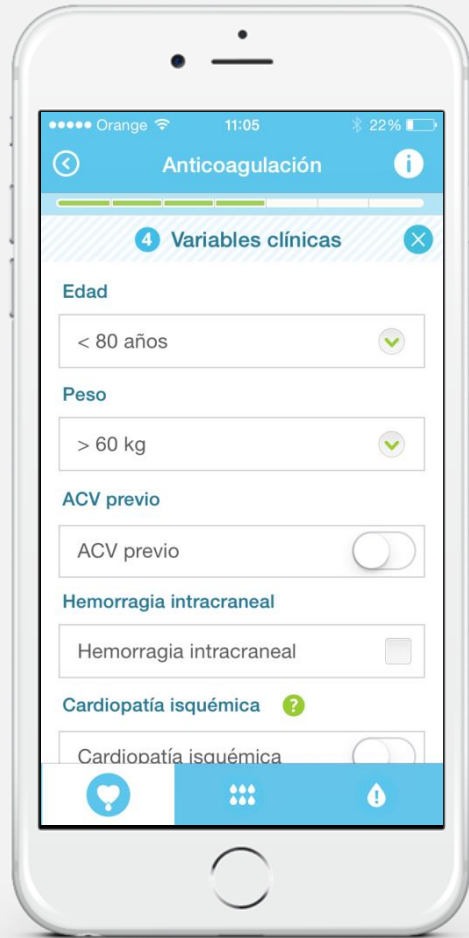 Orange 11:05 22%
Anticoagulación i
4 Variables clínicas
Edad
< 80 años
Peso
> 60 kg
ACV previo
ACV previo
Hemorragia intracraneal
Hemorragia intracraneal
Cardiopatía isquémica ?
Cardiopatía isquémica